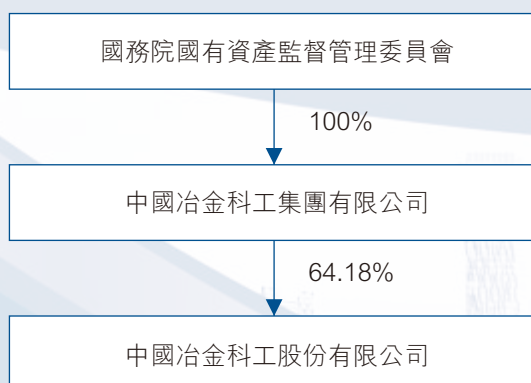 國務院國有資產監督管理委員會
100%
中國冶金科工集團有限公司
64.18%
中國冶金科工股份有限公司